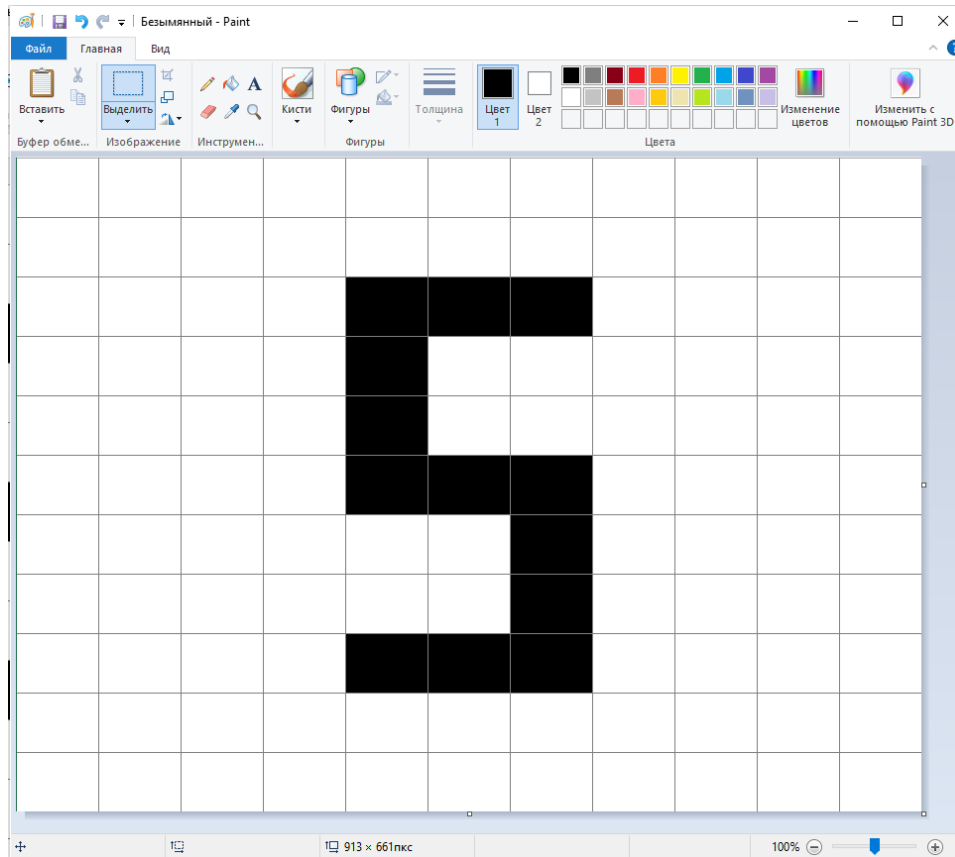 Безымянный - Paint
Файл Главная Вид
Вставить Выделить Кисти Фигуры Толщина Цвет 1 Цвет 2 Изменение цветов Изменить с помощью Paint 3D
Буфер обме... Изображение Инструмен... Фигуры Цвета
5
913 × 661пкс 100%